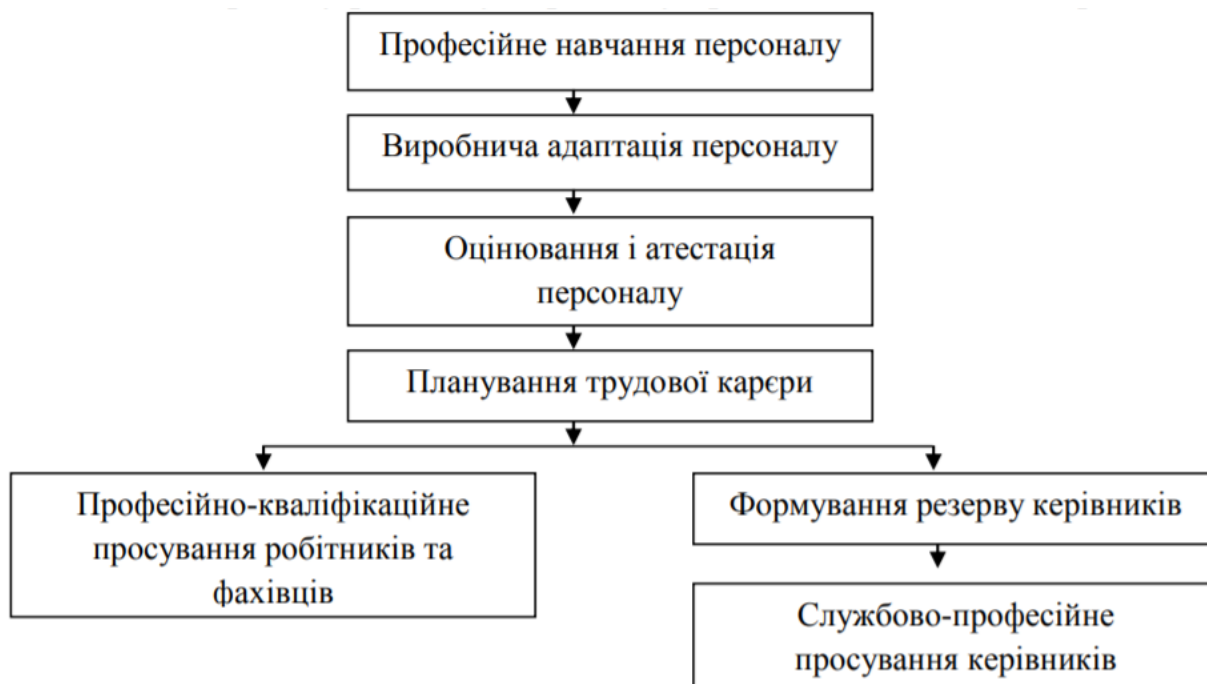 Професійне навчання персоналу
Виробнича адаптація персоналу
Оцінювання і атестація
персоналу
Планування трудової карєри
Професійно-кваліфікаційне
просування робітників та
фахівців
Формування резерву керівників
Службово-професійне
просування керівників